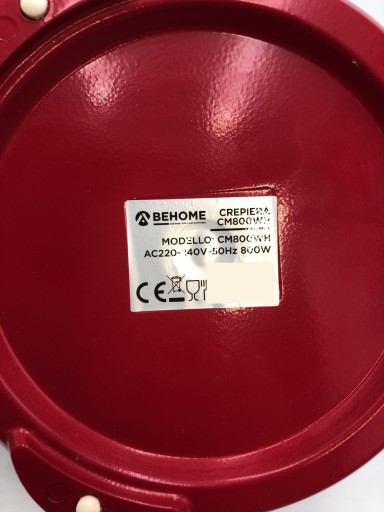 BEHOME
CREPIERA
CM800WH
MODELLO: CM800WH
AC220-240V~50Hz 800W
CE